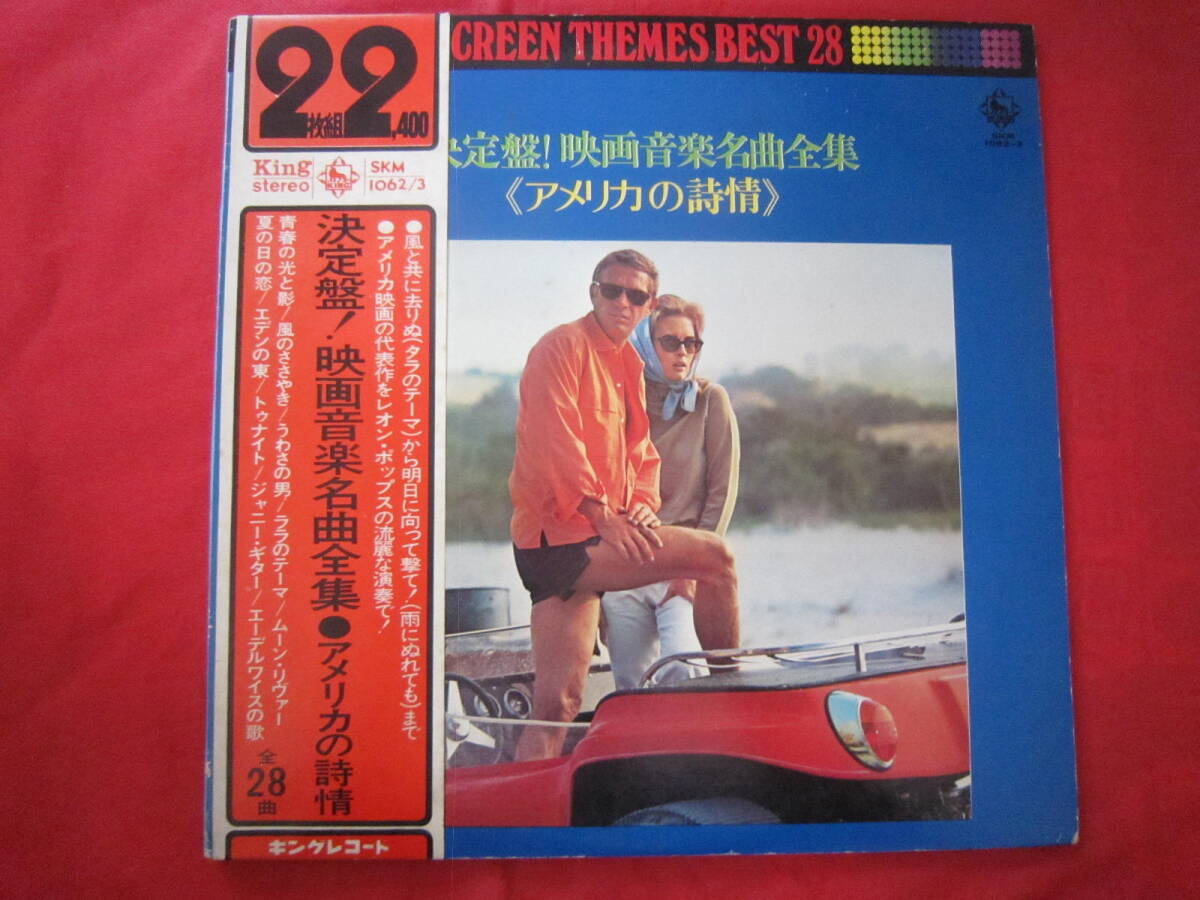 22
枚組 2,400
King
stereo
KING
SKM
1062/3
●風と共に去りぬ(タラのテーマ)から明日に向って撃て!(雨にぬれても)まで
●アメリカ映画の代表作をレオン・ポップスの流麗な演奏で!
決定盤!映画音楽名曲全集●アメリカの詩情
青春の光と影/風のささやき/うわさの男/ララのテーマ/ムーン・リヴァー
夏の日の恋/エデンの東/トゥナイト/ジャニー・ギター/エーデルワイスの歌
全28曲
キングレコード
CREEN THEMES BEST 28
KING
SKM
1062-3
決定盤!映画音楽名曲全集
《アメリカの詩情》